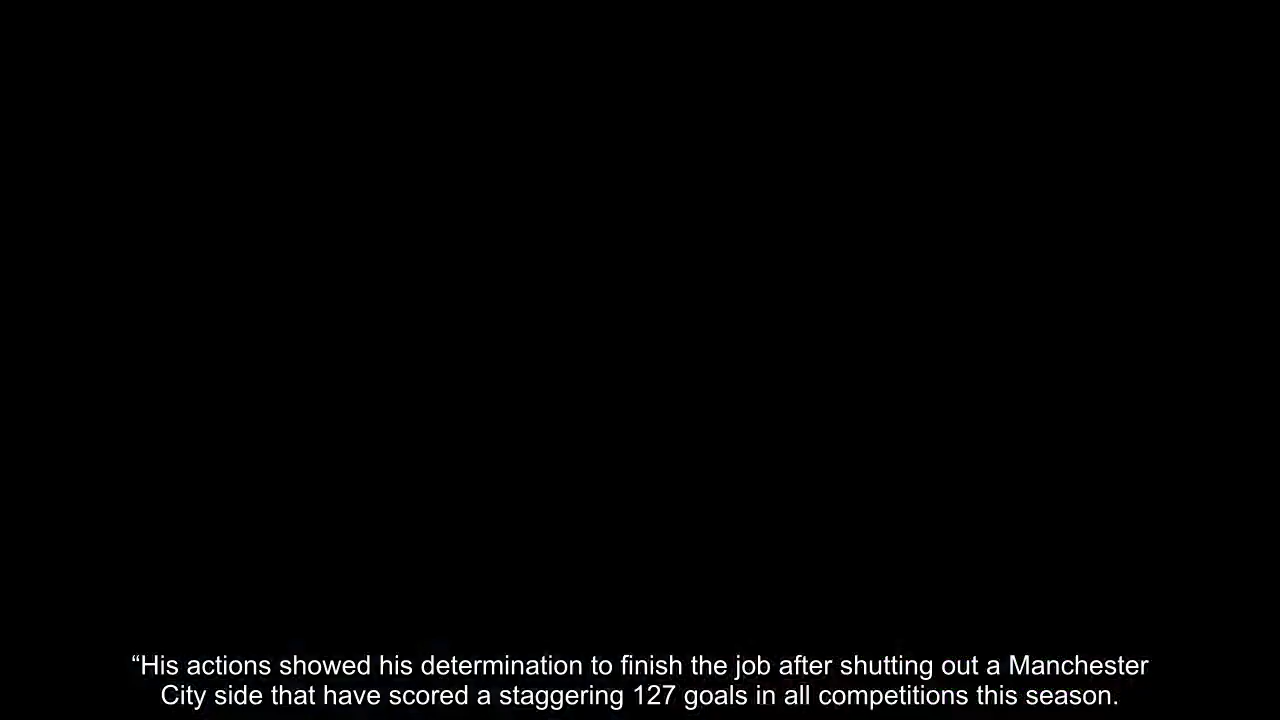 “His actions showed his determination to finish the job after shutting out a Manchester
City side that have scored a staggering 127 goals in all competitions this season.